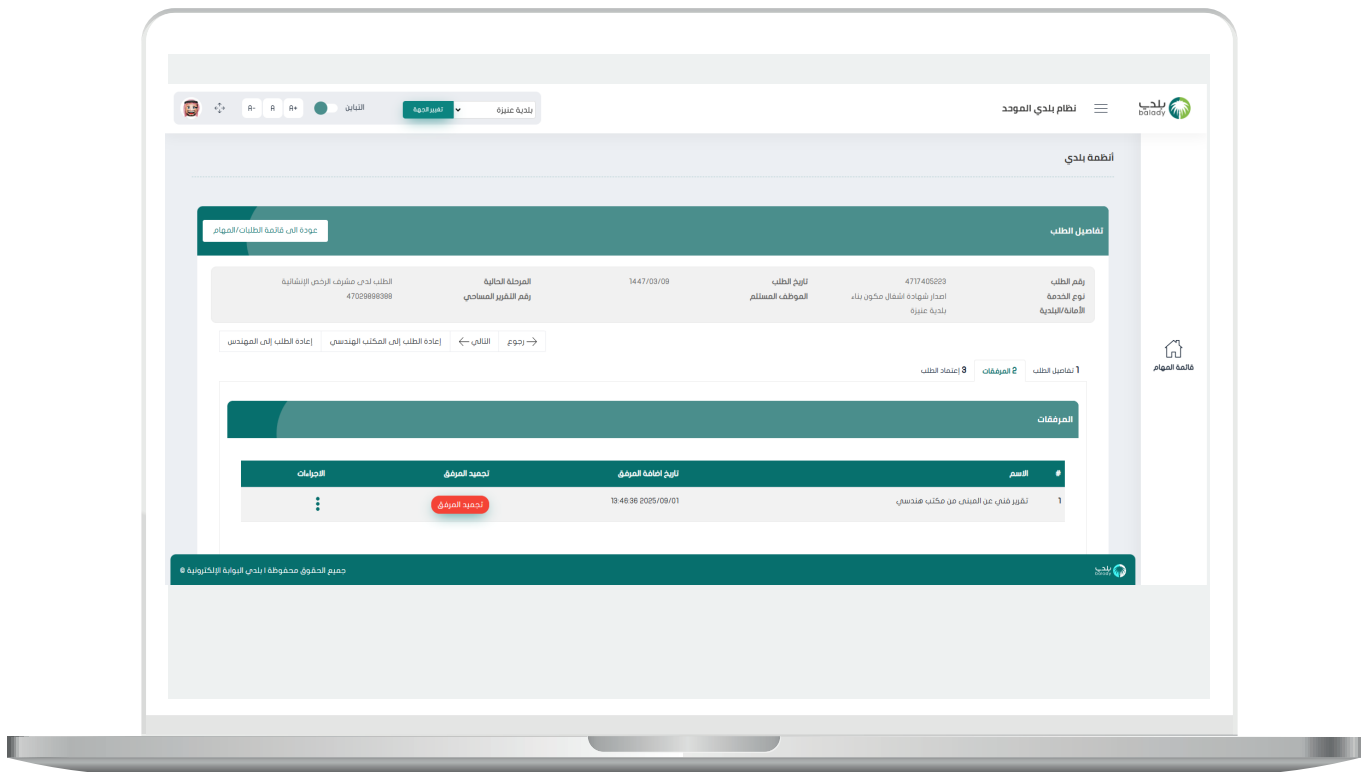 بلدي
balady
نظام بلدي الموحد
بلدية عنيزة
تغيير الجهة
التباين
A+
A
A-
أنظمة بلدي
قائمة المهام
تفاصيل الطلب
عودة الى قائمة الطلبات/المهام
رقم الطلب 4717405223 تاريخ الطلب 1447/03/09 المرحلة الحالية الطلب لدى مشرف الرخص الإنشائية
نوع الخدمة اصدار شهادة اشغال مكون بناء الموظف المستلم رقم التقرير المساحي 47029898388
الأمانة/البلدية بلدية عنيزة
رجوع التالي إعادة الطلب إلى المكتب الهندسي إعادة الطلب إلى المهندس
1 تفاصيل الطلب 2 المرفقات 3 إعتماد الطلب
المرفقات
# الاسم تاريخ اضافة المرفق تجميد المرفق الاجراءات
1 تقرير فني عن المبنى من مكتب هندسي 2025/09/01 13:46:36 تجميد المرفق
بلدي
balady
جميع الحقوق محفوظة | بلدي البوابة الإلكترونية ©